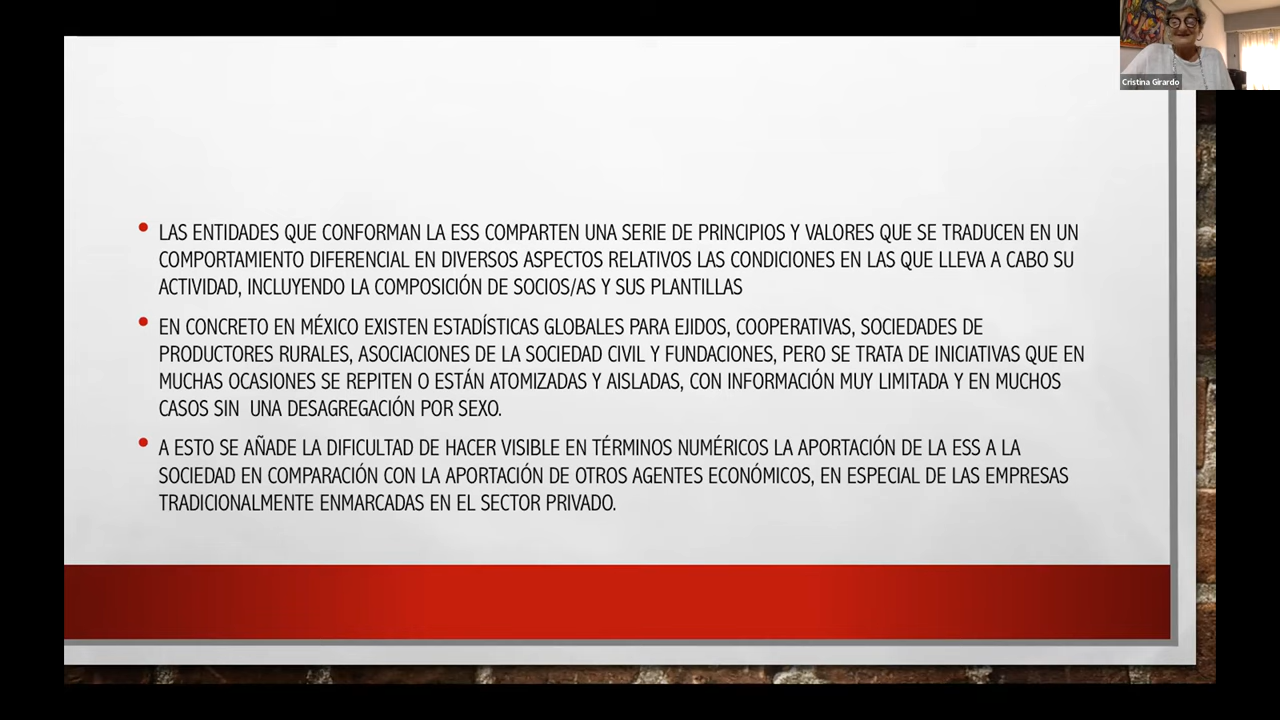 Cristina Girardo
• LAS ENTIDADES QUE CONFORMAN LA ESS COMPARTEN UNA SERIE DE PRINCIPIOS Y VALORES QUE SE TRADUCEN EN UN
COMPORTAMIENTO DIFERENCIAL EN DIVERSOS ASPECTOS RELATIVOS LAS CONDICIONES EN LAS QUE LLEVA A CABO SU
ACTIVIDAD, INCLUYENDO LA COMPOSICIÓN DE SOCIOS/AS Y SUS PLANTILLAS
• EN CONCRETO EN MÉXICO EXISTEN ESTADÍSTICAS GLOBALES PARA EJIDOS, COOPERATIVAS, SOCIEDADES DE
PRODUCTORES RURALES, ASOCIACIONES DE LA SOCIEDAD CIVIL Y FUNDACIONES, PERO SE TRATA DE INICIATIVAS QUE EN
MUCHAS OCASIONES SE REPITEN O ESTÁN ATOMIZADAS Y AISLADAS, CON INFORMACIÓN MUY LIMITADA Y EN MUCHOS
CASOS SIN UNA DESAGREGACIÓN POR SEXO.
• A ESTO SE AÑADE LA DIFICULTAD DE HACER VISIBLE EN TÉRMINOS NUMÉRICOS LA APORTACIÓN DE LA ESS A LA
SOCIEDAD EN COMPARACIÓN CON LA APORTACIÓN DE OTROS AGENTES ECONÓMICOS, EN ESPECIAL DE LAS EMPRESAS
TRADICIONALMENTE ENMARCADAS EN EL SECTOR PRIVADO.